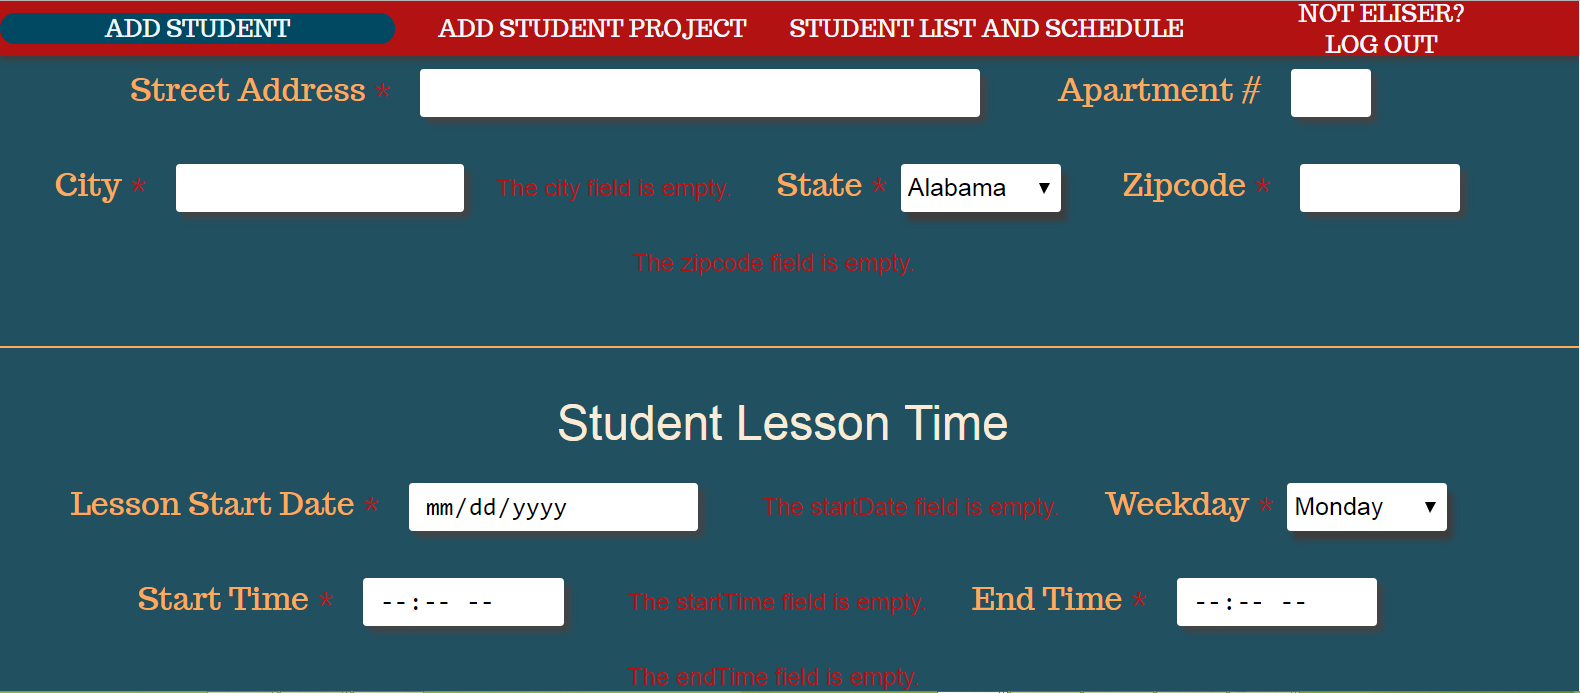 ADD STUDENT ADD STUDENT PROJECT STUDENT LIST AND SCHEDULE NOT ELISER?
LOG OUT
Street Address * Apartment #
City * The city field is empty. State * Alabama Zipcode *
The zipcode field is empty.
Student Lesson Time
Lesson Start Date * mm/dd/yyyy The startDate field is empty. Weekday * Monday
Start Time * --:-- -- The startTime field is empty. End Time * --:-- --
The endTime field is empty.